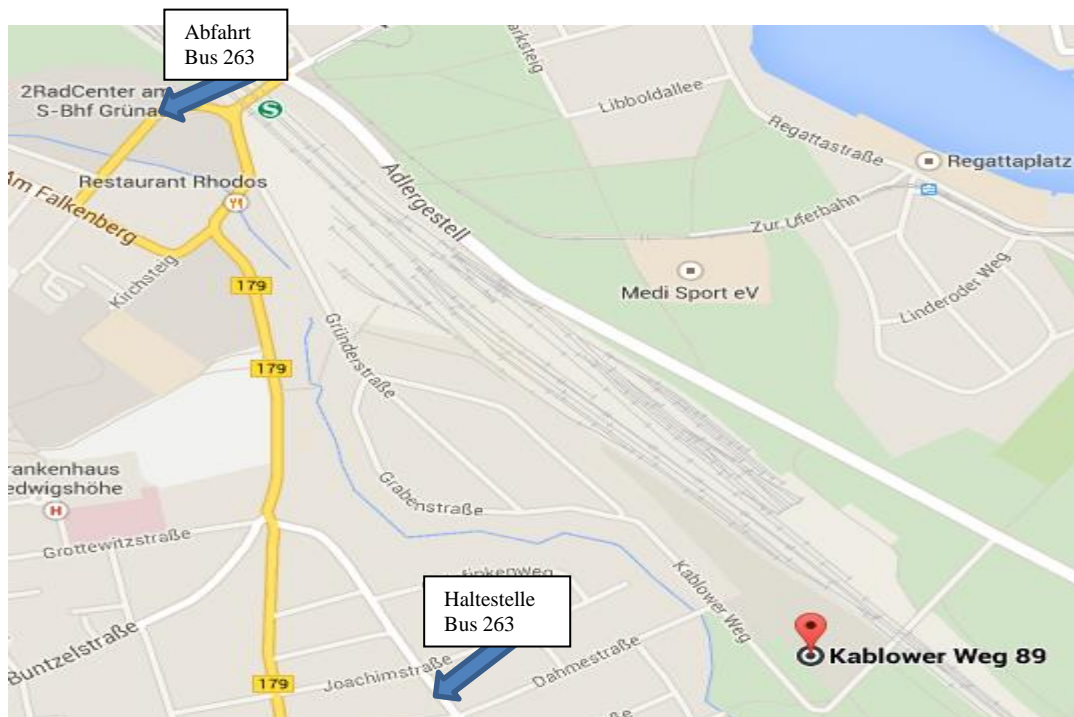 Abfahrt
Bus 263
2RadCenter am
S-Bhf Grünau
S
Libboldallee
Regattastraße
Regattaplatz
Adlergestell
Restaurant Rhodos
Am Falkenberg
Zur Uferbahn
Kirchsteig
Medi Sport eV
Linderoder Weg
179
Gründerstraße
179
Grabenstraße
H
Grottewitzstraße
Kablower Weg
Haltestelle
Bus 263
Buntzelstraße
Joachimstraße
Dahmestraße
Kablower Weg 89
179